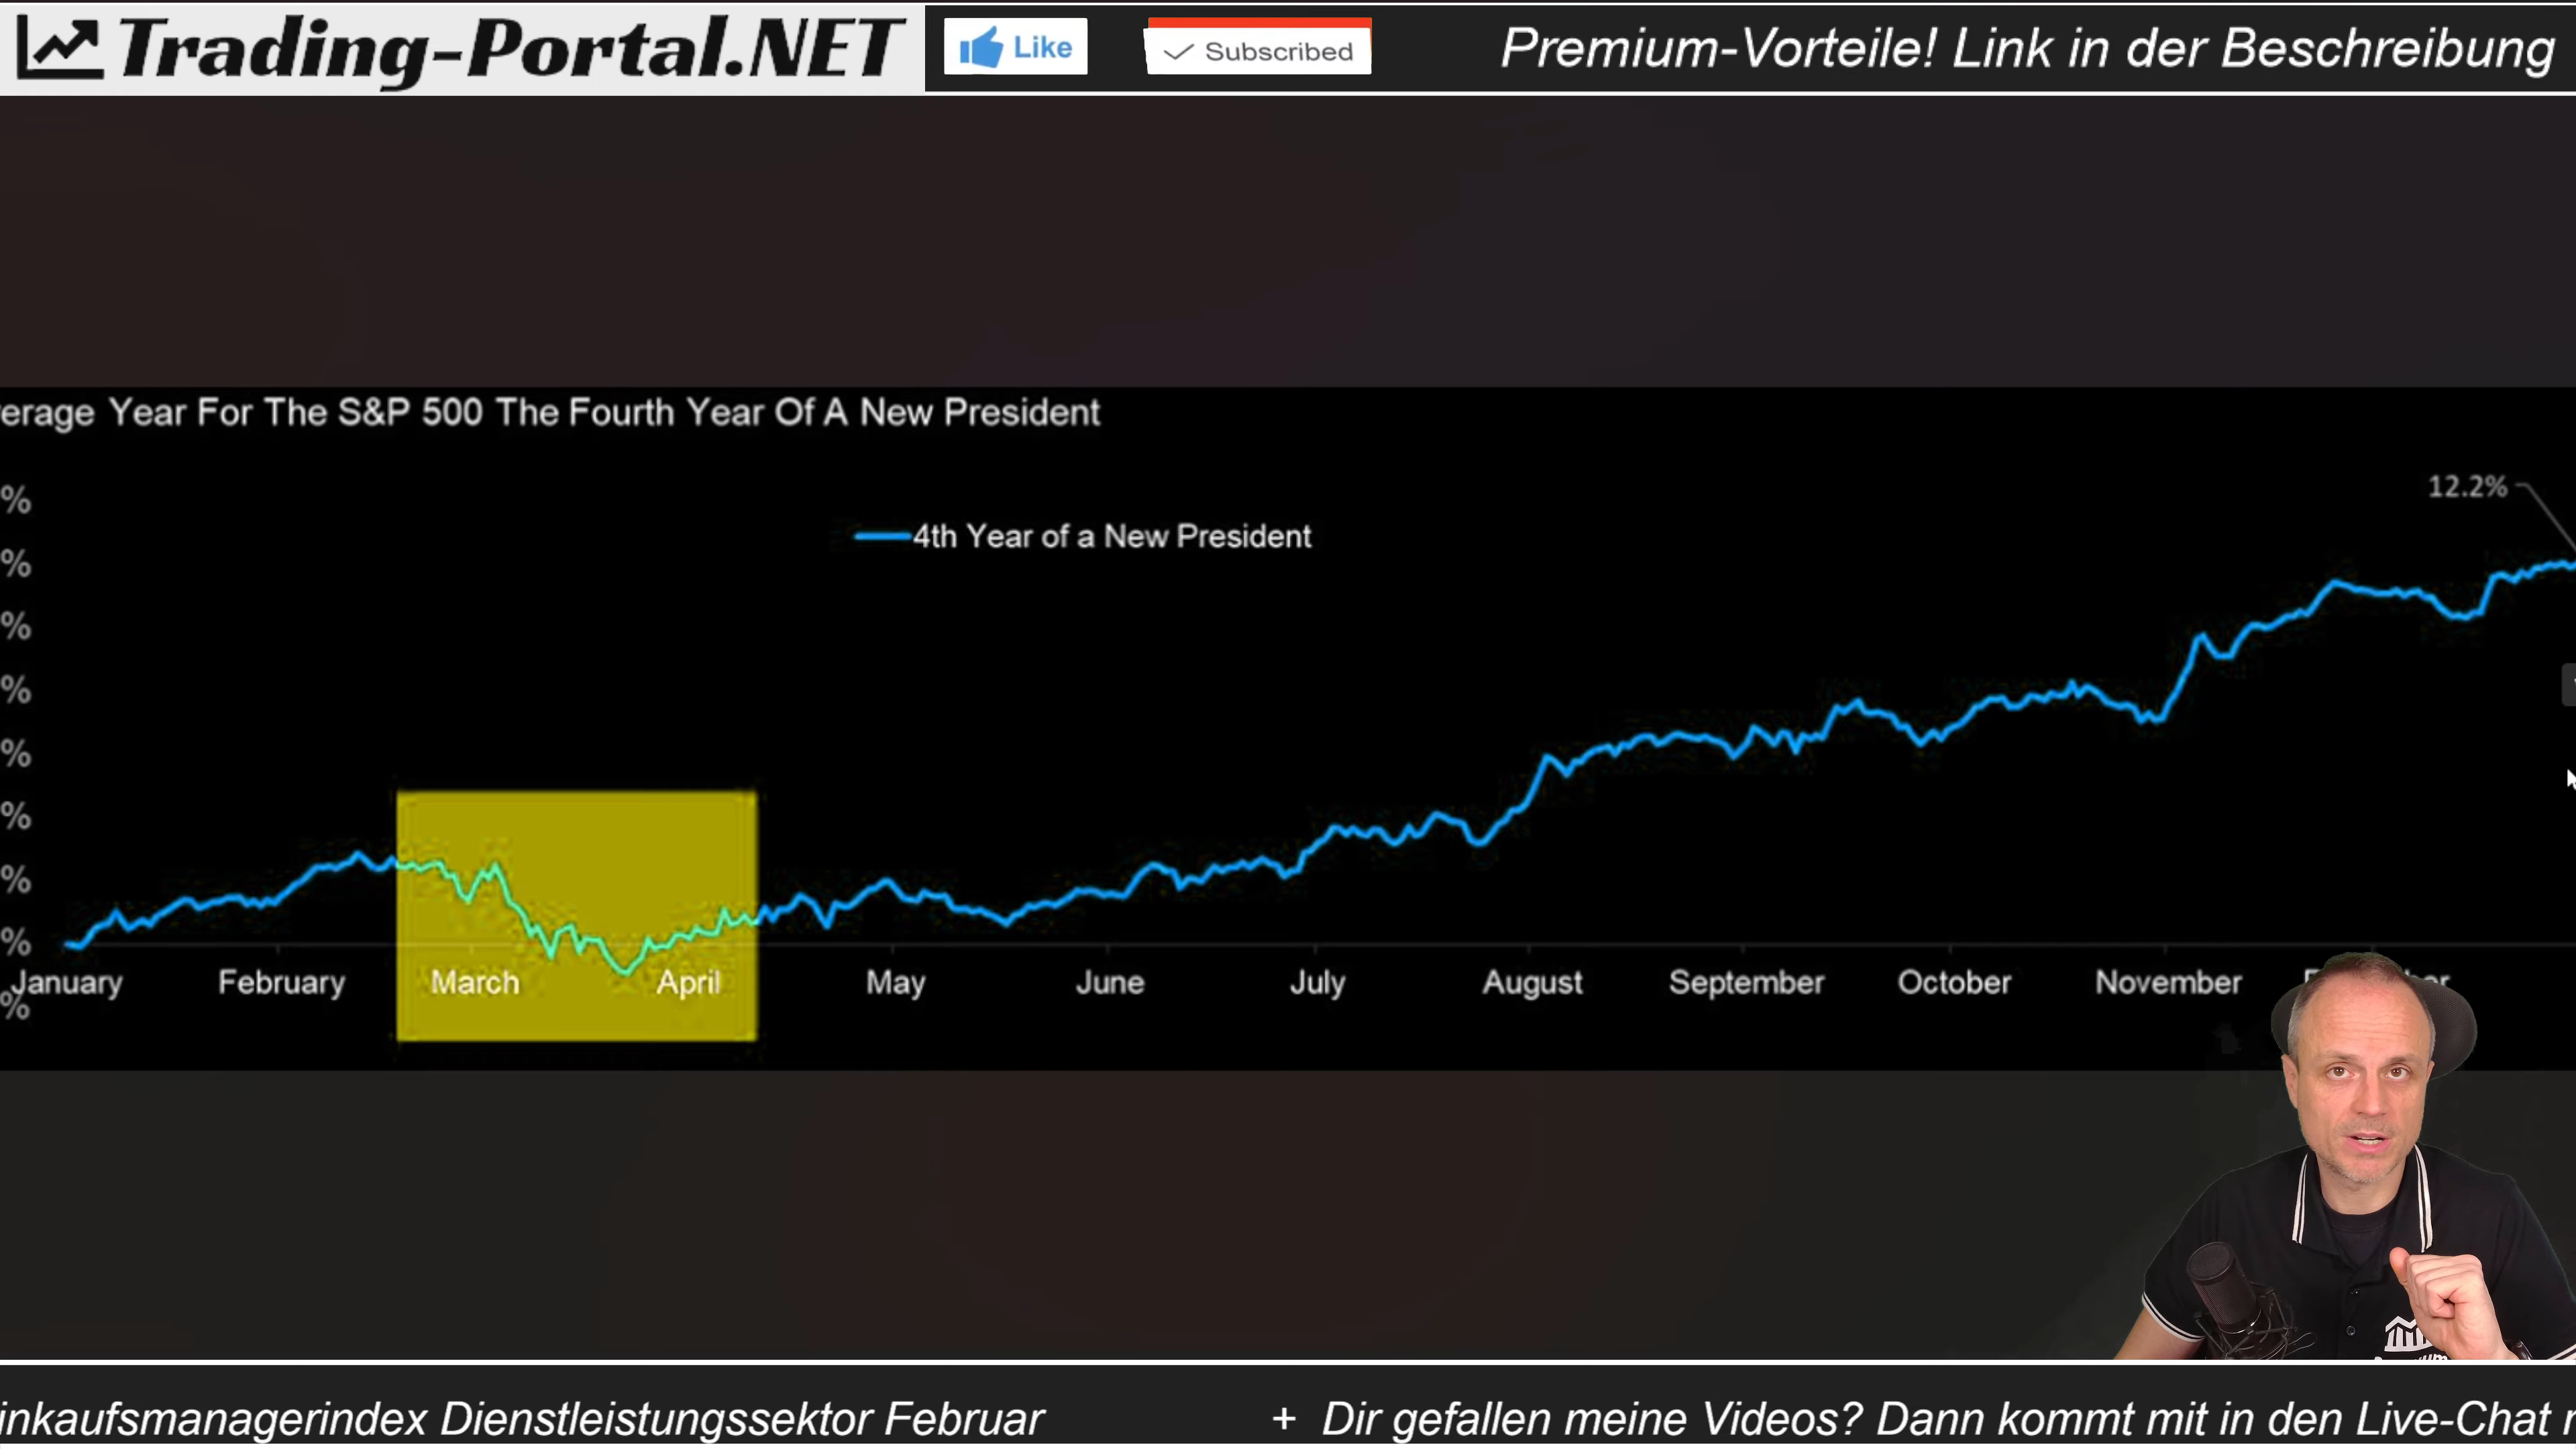 Trading-Portal.NET
Like
Subscribed
Premium-Vorteile! Link in der Beschreibung
erage Year For The S&P 500 The Fourth Year Of A New President
12.2%
%
4th Year of a New President
%
%
%
%
%
%
%
January February March April May June July August September October November
%
inkaufsmanagerindex Dienstleistungssektor Februar + Dir gefallen meine Videos? Dann kommt mit in den Live-Chat